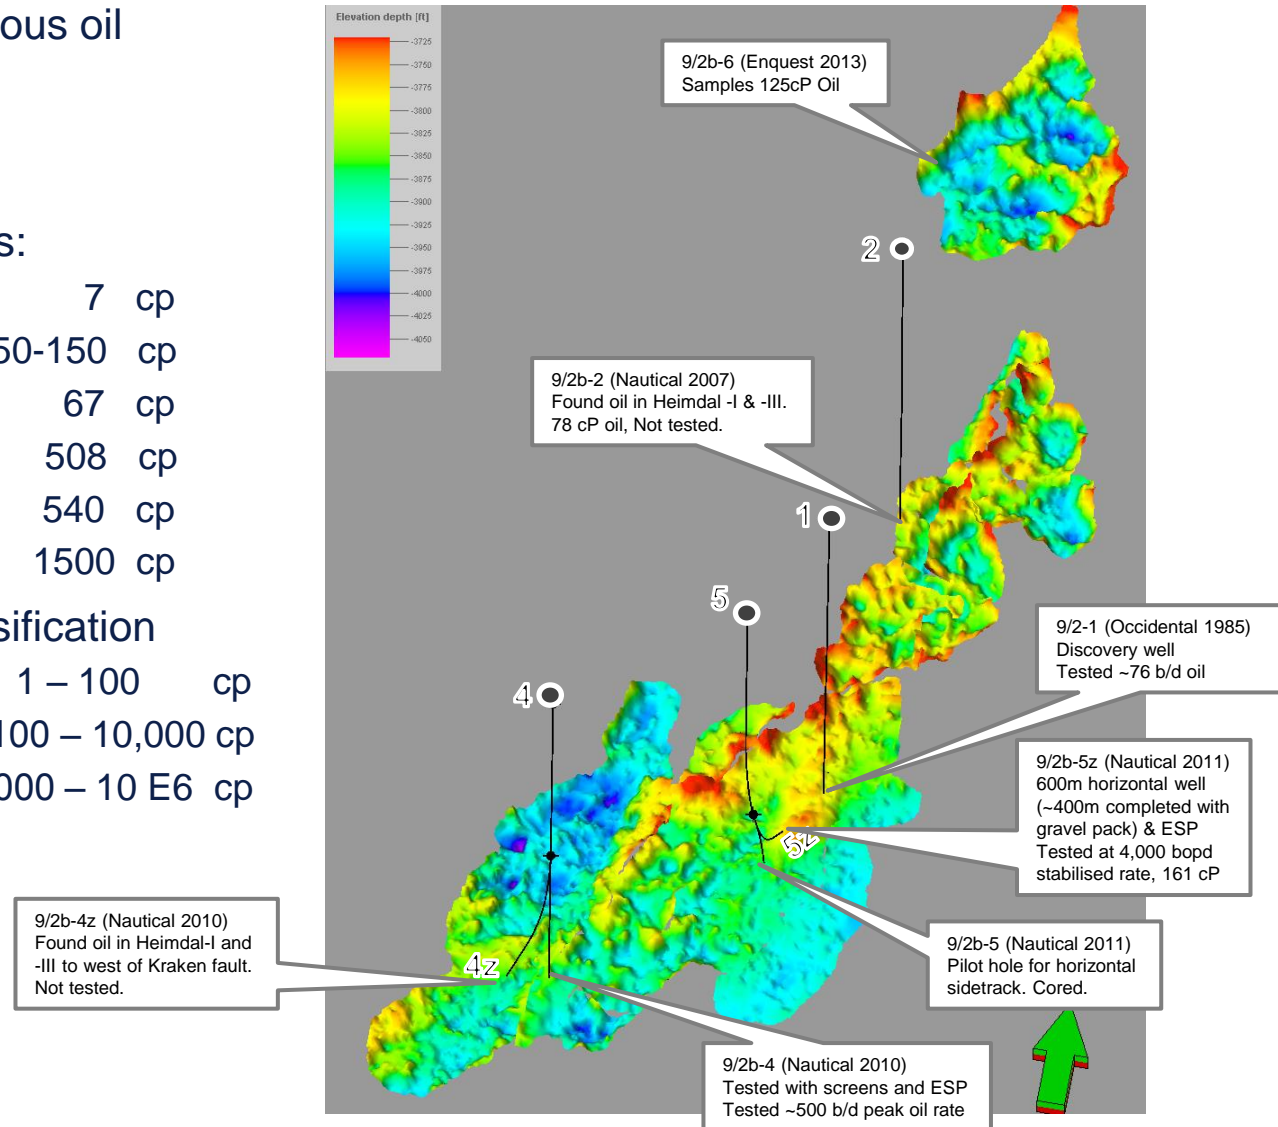 ous oil
s:
7 cp
50-150 cp
67 cp
508 cp
540 cp
1500 cp
sification
1 – 100 cp
100 – 10,000 cp
000 – 10 E6 cp
Elevation depth [ft]
-3725
-3750
-3775
-3800
-3825
-3850
-3875
-3900
-3925
-3950
-3975
-4000
-4025
-4050
9/2b-6 (Enquest 2013)
Samples 125cP Oil
2
9/2b-2 (Nautical 2007)
Found oil in Heimdal -I & -III.
78 cP oil, Not tested.
1
5
4
9/2-1 (Occidental 1985)
Discovery well
Tested ~76 b/d oil
9/2b-5z (Nautical 2011)
600m horizontal well
(~400m completed with
gravel pack) & ESP
Tested at 4,000 bopd
stabilised rate, 161 cP
5z
9/2b-4z (Nautical 2010)
Found oil in Heimdal-I and
-III to west of Kraken fault.
Not tested.
4z
9/2b-5 (Nautical 2011)
Pilot hole for horizontal
sidetrack. Cored.
9/2b-4 (Nautical 2010)
Tested with screens and ESP
Tested ~500 b/d peak oil rate